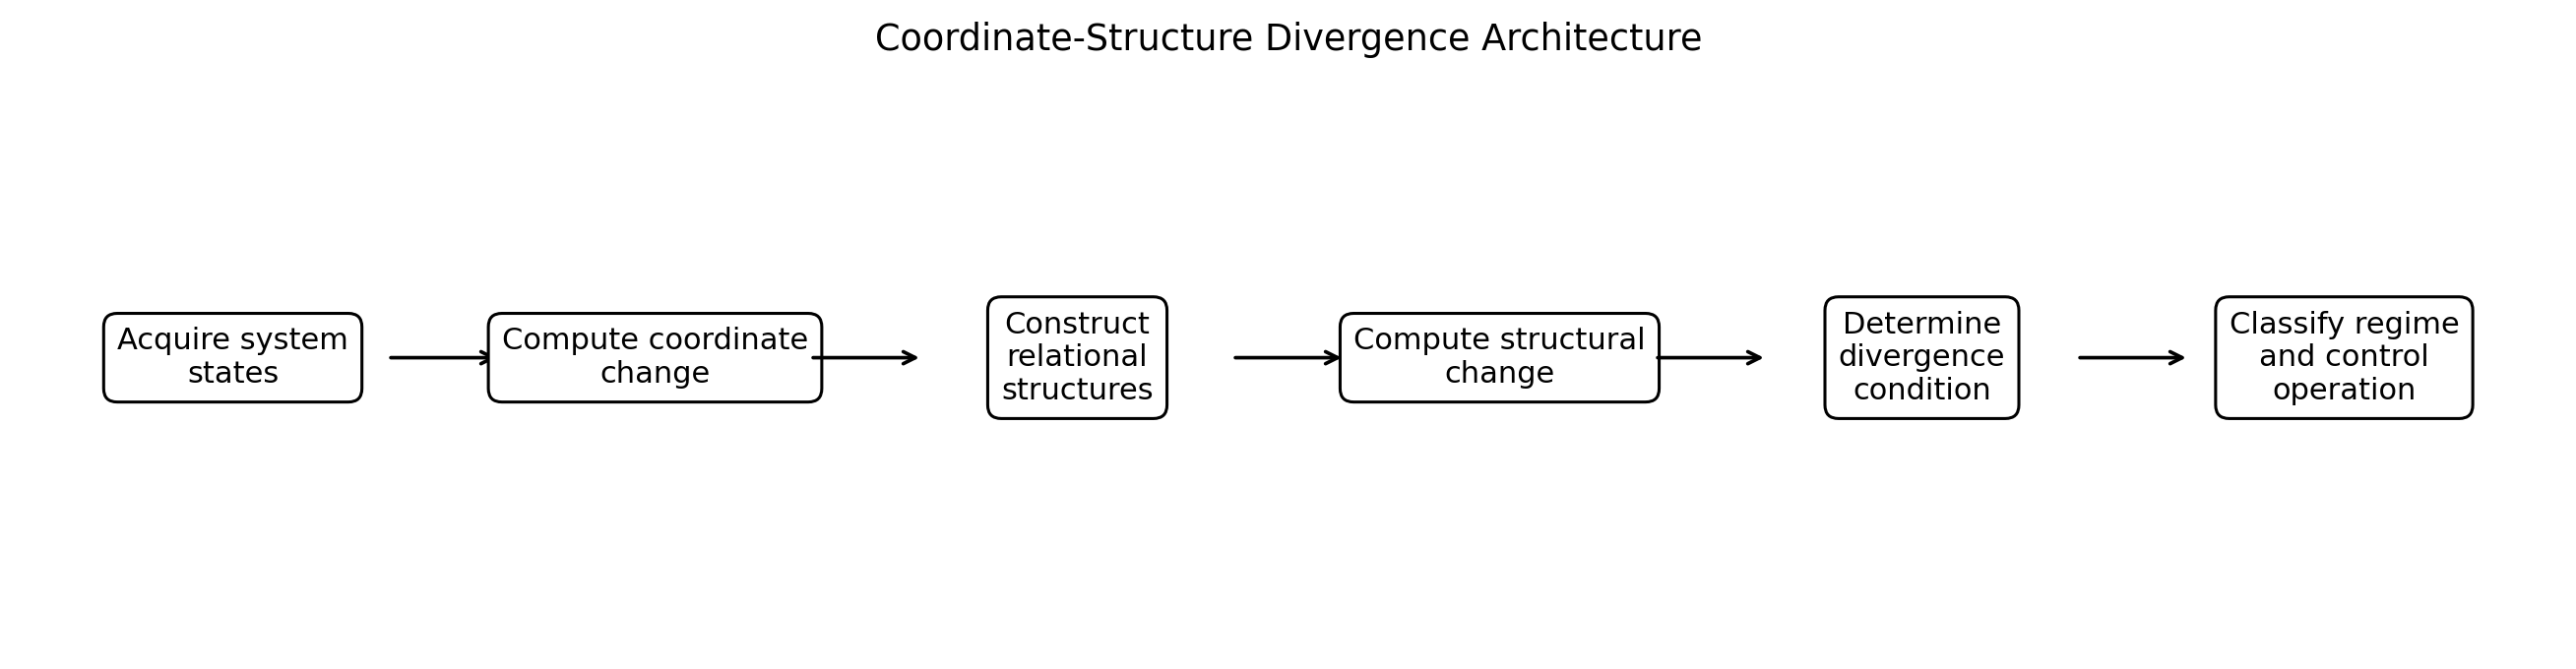 Coordinate-Structure Divergence Architecture
Acquire system
states
Compute coordinate
change
Construct
relational
structures
Compute structural
change
Determine
divergence
condition
Classify regime
and control
operation